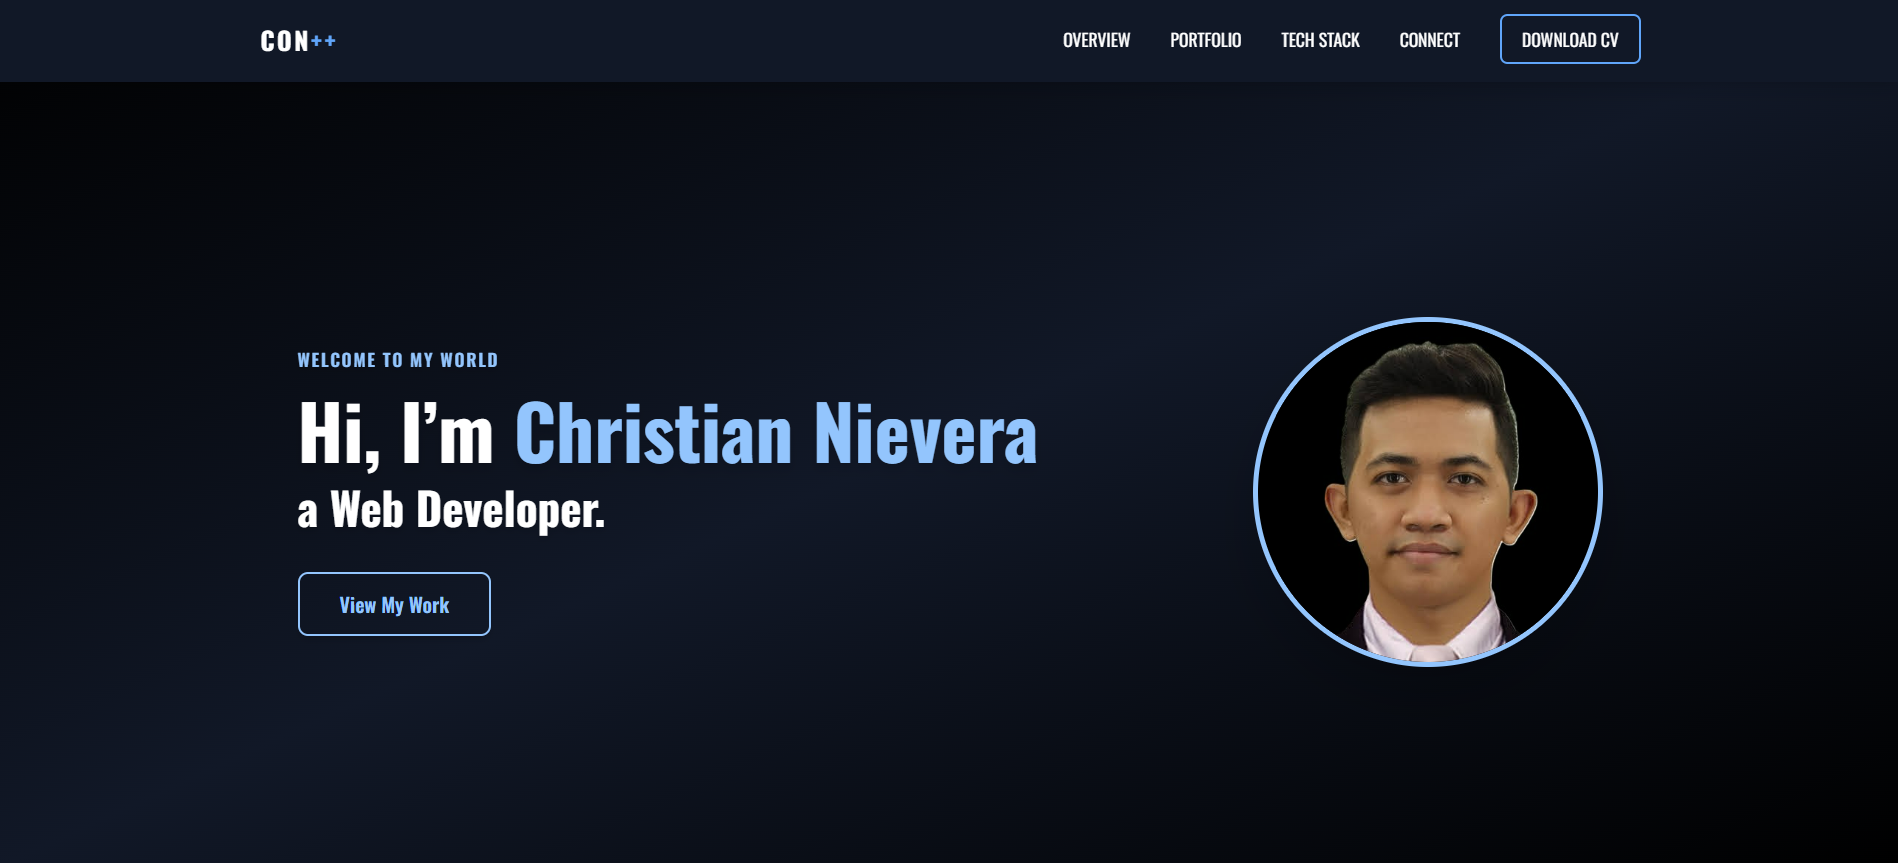 CON++
OVERVIEW
PORTFOLIO
TECH STACK
CONNECT
DOWNLOAD CV
WELCOME TO MY WORLD
Hi, I’m Christian Nievera
a Web Developer.
View My Work